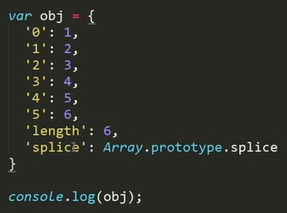 var obj = {
'0': 1,
'1': 2,
'2': 3,
'3': 4,
'4': 5,
'5': 6,
'length': 6,
'splice': Array.prototype.splice
}
console.log(obj);